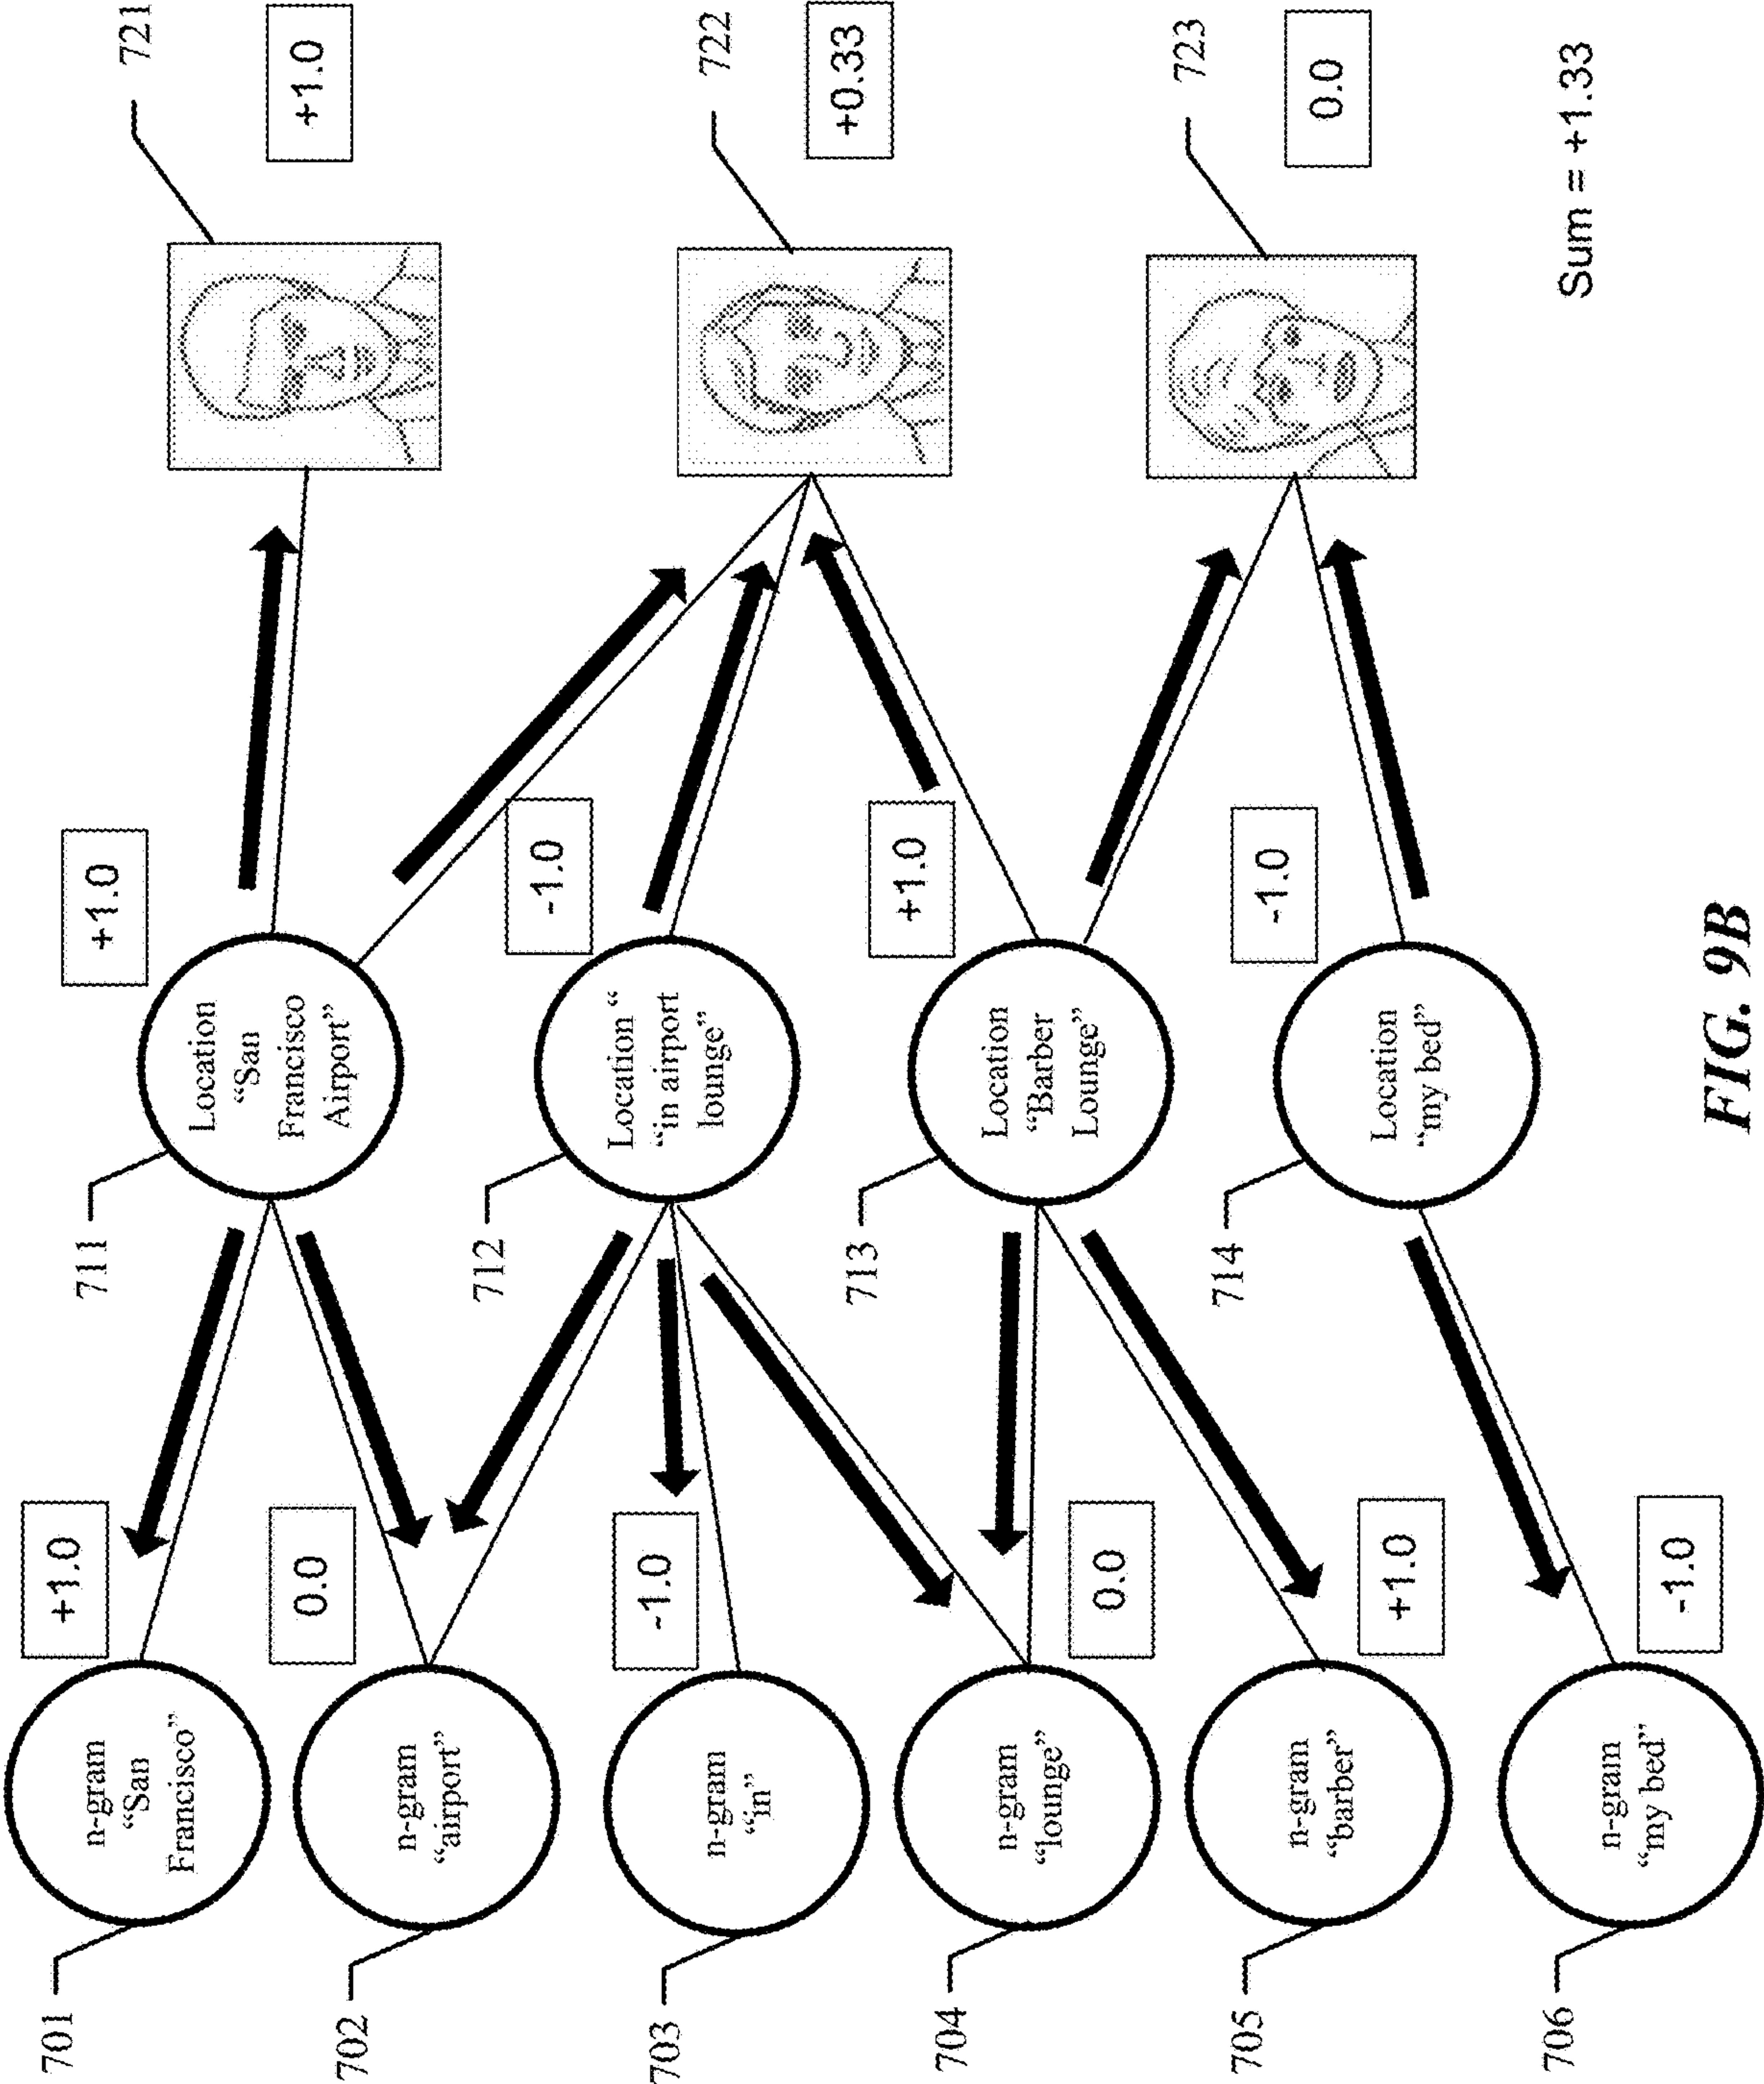 701
n-gram
“San
Francisco”
+1.0
702
n-gram
“airport”
0.0
703
n-gram
“in”
-1.0
704
n-gram
“lounge”
0.0
705
n-gram
“barber”
+1.0
706
n-gram
“my bed”
-1.0
711
Location
“San
Francisco
Airport”
+1.0
712
Location “
“in airport
lounge”
-1.0
713
Location
“Barber
Lounge”
+1.0
714
Location
“my bed”
-1.0
721
+1.0
722
+0.33
723
0.0
Sum = +1.33
FIG. 9B